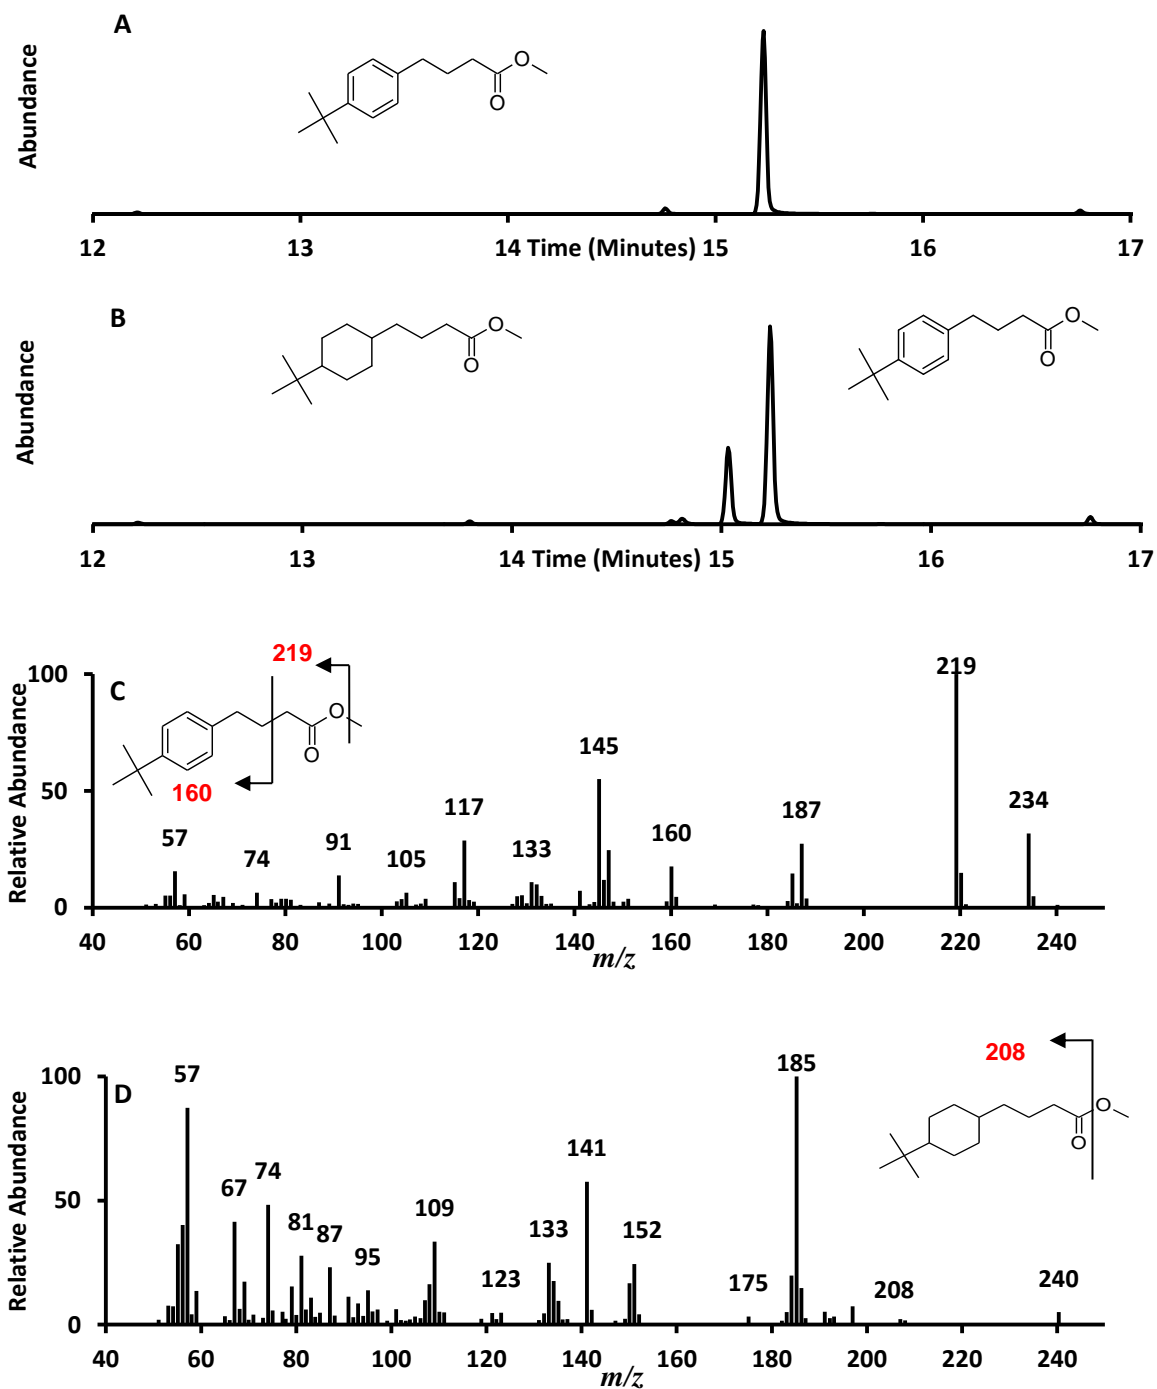 A
Abundance
O
O
12 13 14 Time (Minutes) 15 16 17
B
Abundance
O
O
O
O
12 13 14 Time (Minutes) 15 16 17
C
Relative Abundance
100
50
0
219
160
O
O
57 74 91 105 117 133 145 160 187 219 234
40 60 80 100 120 140 160 180 200 220 240
m/z
D
Relative Abundance
100
50
0
208
O
O
57 67 74 81 87 95 109 123 133 141 152 175 185 208 240
40 60 80 100 120 140 160 180 200 220 240
m/z